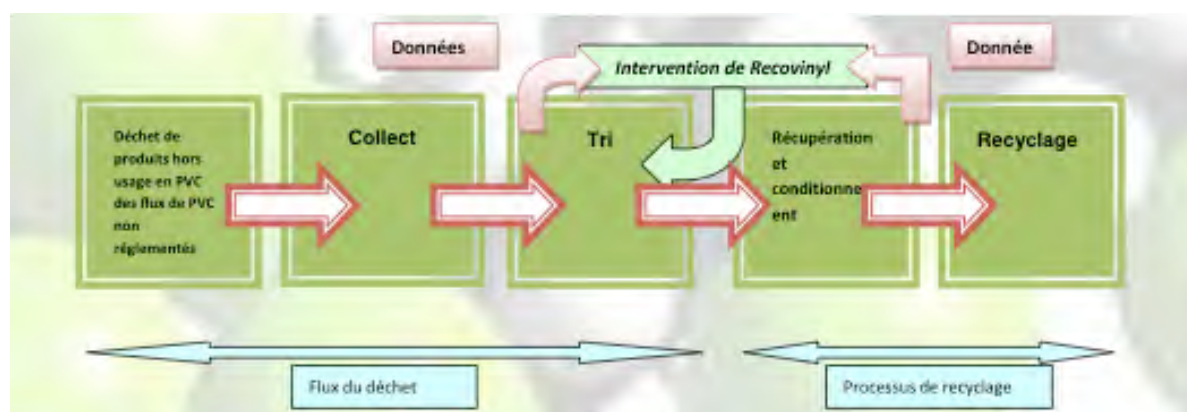 Données
Donnée
Intervention de Recovinyl
Déchet de
produits hors
usage en PVC
des flux de PVC
non
réglementés
Collect
Tri
Récupération
et
conditionne
ent
Recyclage
Flux du déchet
Processus de recyclage